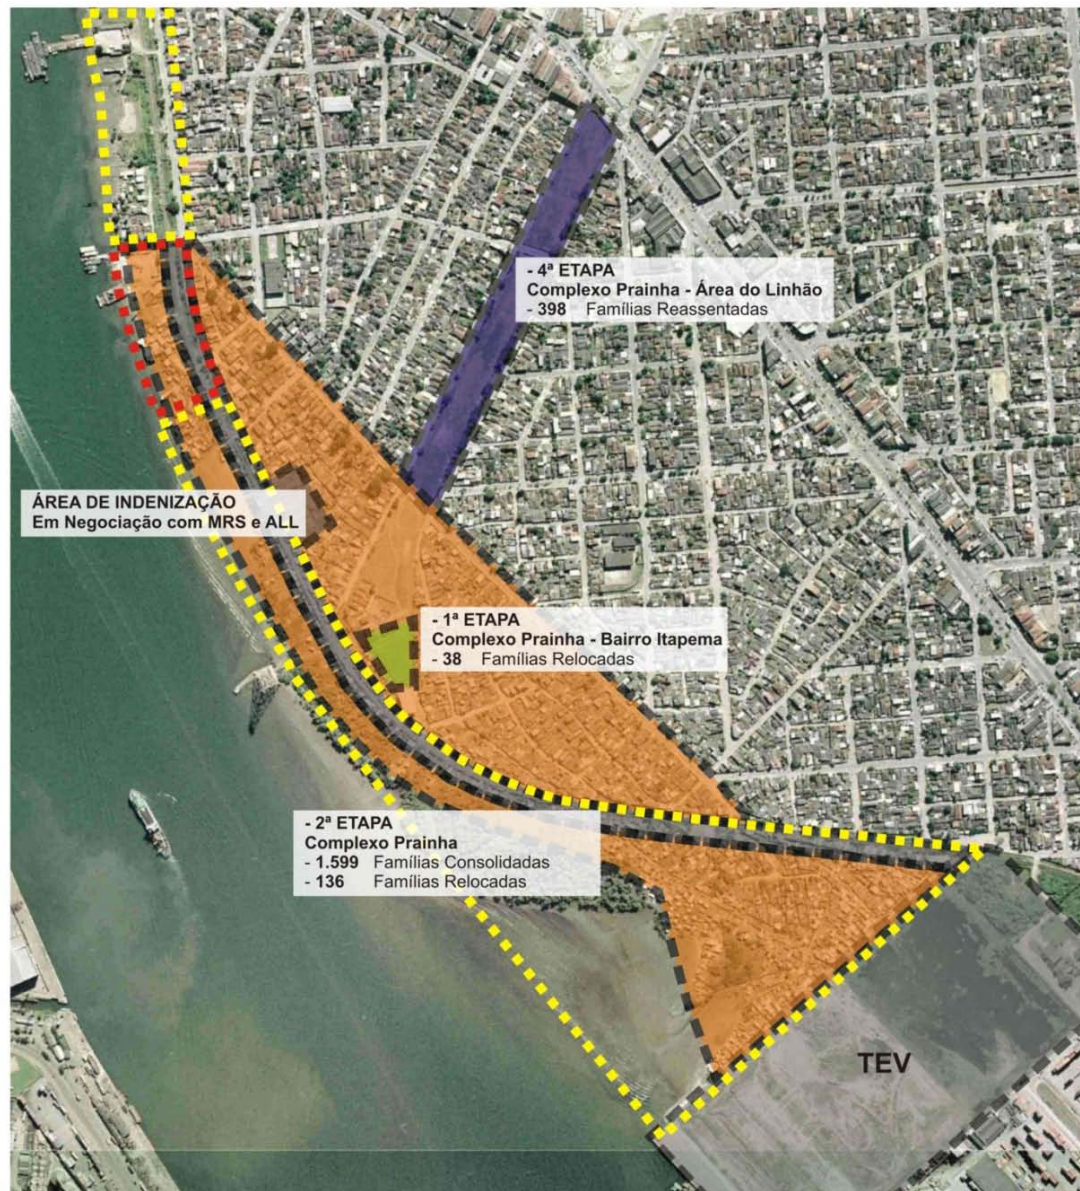 - 4ª ETAPA
Complexo Prainha - Área do Linhão
- 398 Famílias Reassentadas
ÁREA DE INDENIZAÇÃO
Em Negociação com MRS e ALL
- 1ª ETAPA
Complexo Prainha - Bairro Itapema
- 38 Famílias Relocadas
- 2ª ETAPA
Complexo Prainha
- 1.599 Famílias Consolidadas
- 136 Famílias Relocadas
TEV